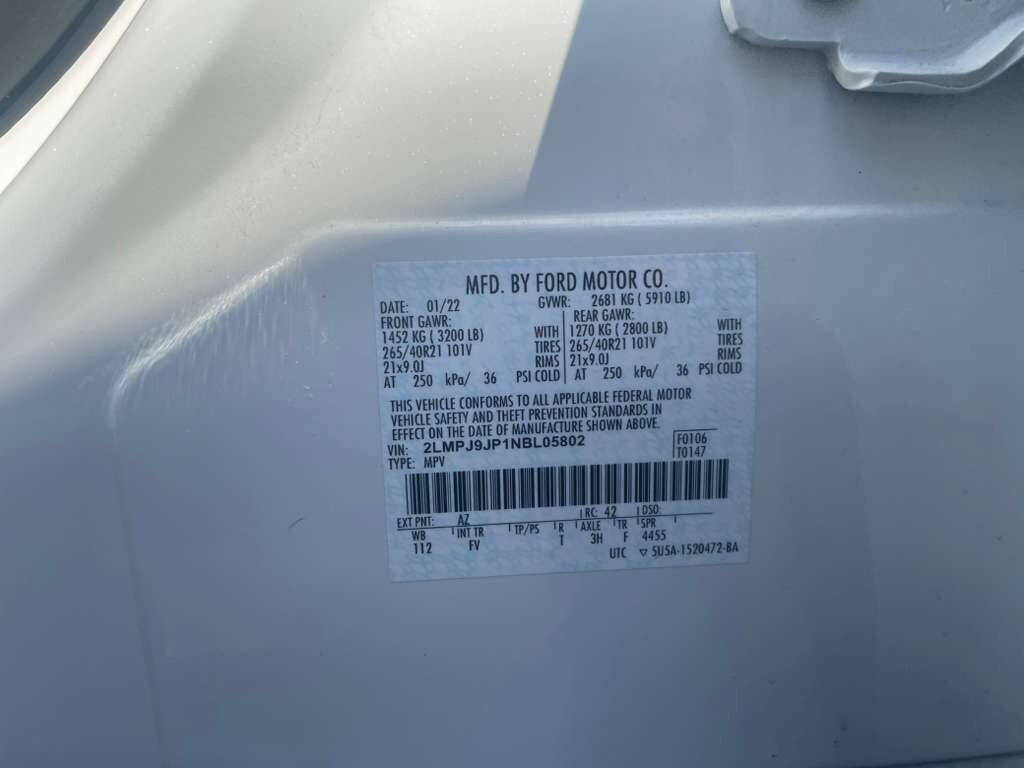 MFD. BY FORD MOTOR CO.
DATE: 01/22 GVWR: 2681 KG ( 5910 LB)
FRONT GAWR: REAR GAWR:
1452 KG ( 3200 LB) WITH 1270 KG ( 2800 LB) WITH
265/40R21 101V TIRES 265/40R21 101V TIRES
21x9.0J RIMS 21x9.0J RIMS
AT 250 kPa/ 36 PSI COLD AT 250 kPa/ 36 PSI COLD
THIS VEHICLE CONFORMS TO ALL APPLICABLE FEDERAL MOTOR
VEHICLE SAFETY AND THEFT PREVENTION STANDARDS IN
EFFECT ON THE DATE OF MANUFACTURE SHOWN ABOVE.
VIN: 2LMPJ9JP1NBL05802 F0106
TYPE: MPV T0147
EXT PNT: AZ RC: 42 DSO:
WB INT TR TP/PS R AXLE TR SPR
112 FV T 3H F 4455
UTC ▽ 5U5A-1520472-BA